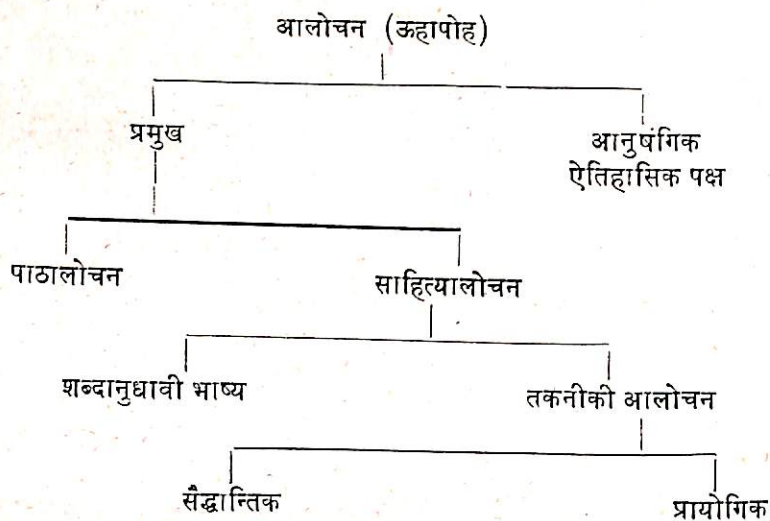 आलोचन (ऊहापोह)
प्रमुख
आनुषंगिक
ऐतिहासिक पक्ष
पाठालोचन
साहित्यालोचन
शब्दानुधावी भाष्य
तकनीकी आलोचन
सैद्धान्तिक
प्रायोगिक